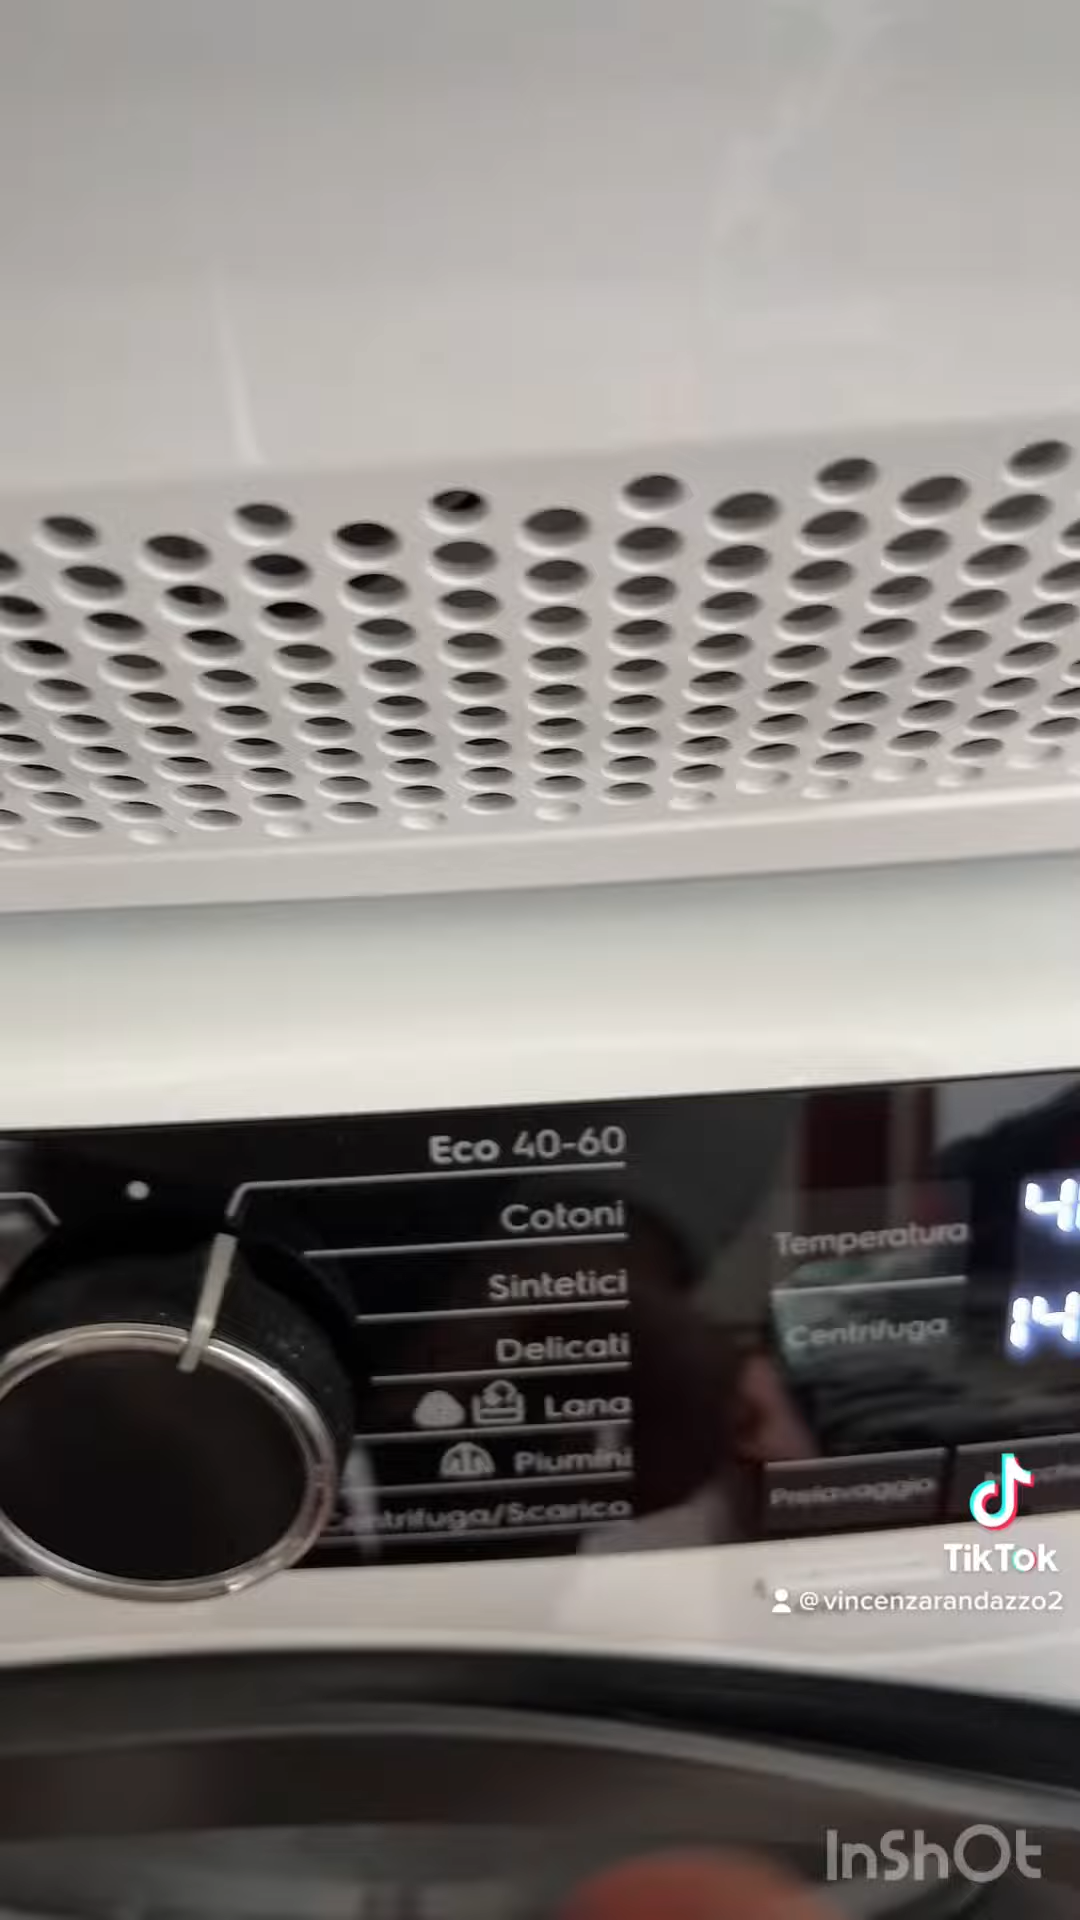 Eco 40-60
Cotoni
Sintetici
Delicati
Lana
Piumini
Centrifuga/Scarico
Temperatura
Centrifuga
Prelavaggio
TikTok
@vincenzarandazzo2
InShOt